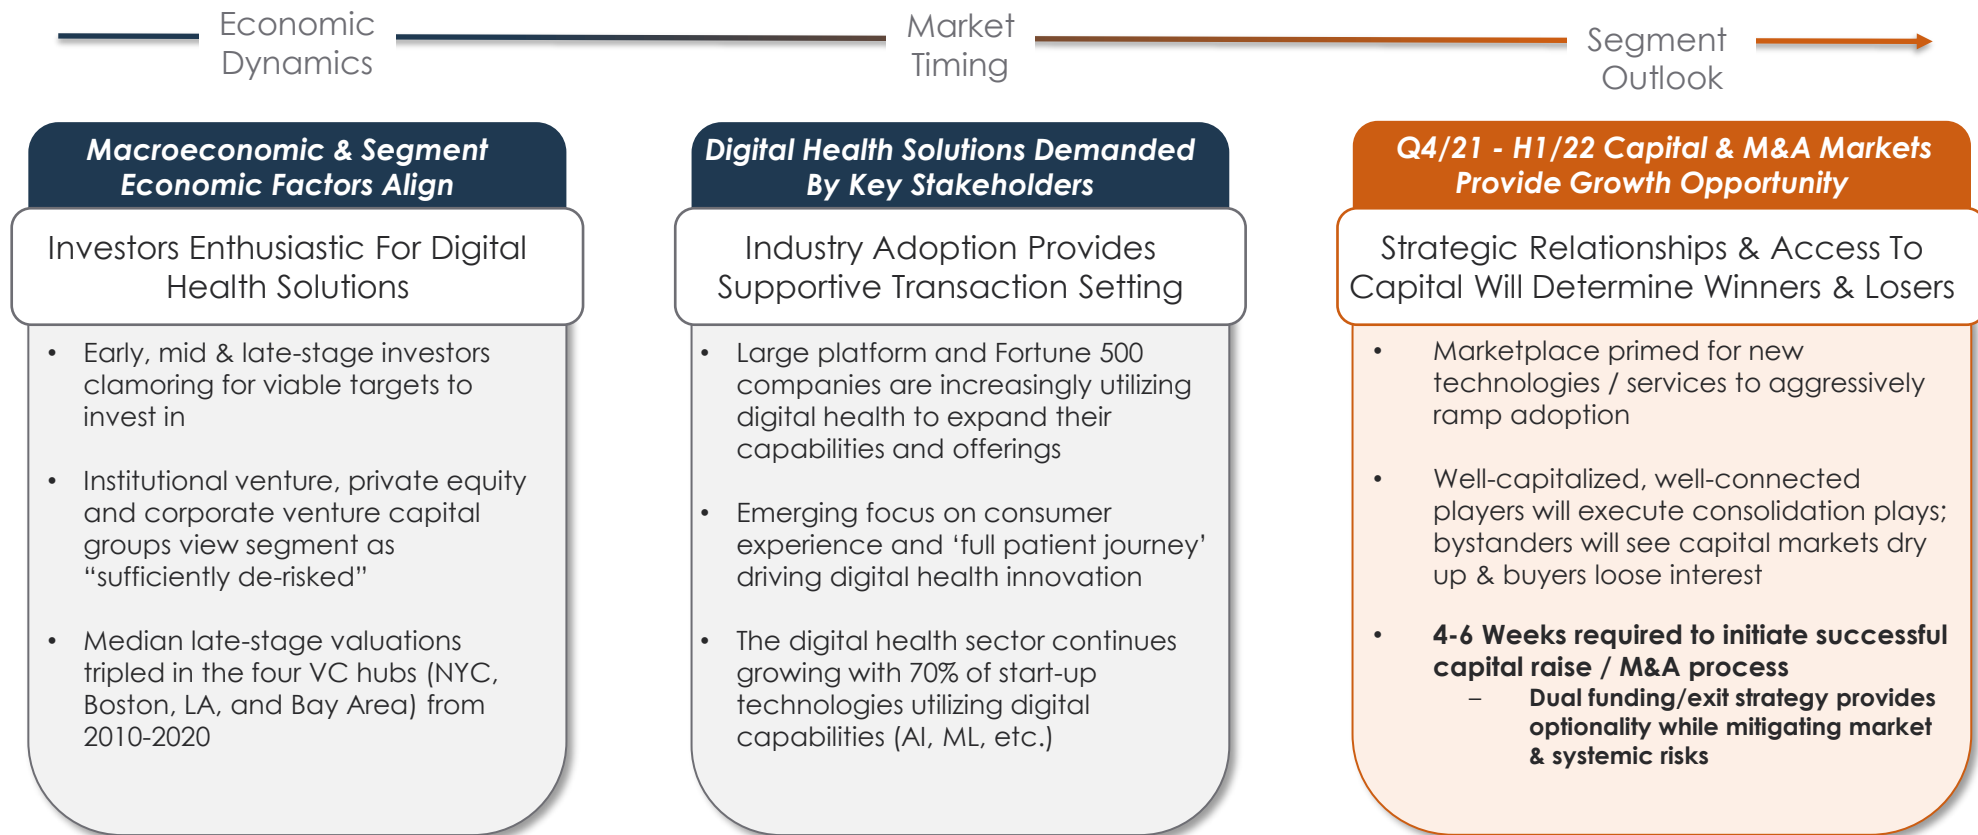 Economic
Dynamics
Market
Timing
Segment
Outlook
Macroeconomic & Segment
Economic Factors Align
Investors Enthusiastic For Digital
Health Solutions
• Early, mid & late-stage investors
clamoring for viable targets to
invest in
• Institutional venture, private equity
and corporate venture capital
groups view segment as
“sufficiently de-risked”
• Median late-stage valuations
tripled in the four VC hubs (NYC,
Boston, LA, and Bay Area) from
2010-2020
Digital Health Solutions Demanded
By Key Stakeholders
Industry Adoption Provides
Supportive Transaction Setting
• Large platform and Fortune 500
companies are increasingly utilizing
digital health to expand their
capabilities and offerings
• Emerging focus on consumer
experience and ‘full patient journey’
driving digital health innovation
• The digital health sector continues
growing with 70% of start-up
technologies utilizing digital
capabilities (AI, ML, etc.)
Q4/21 - H1/22 Capital & M&A Markets
Provide Growth Opportunity
Strategic Relationships & Access To
Capital Will Determine Winners & Losers
• Marketplace primed for new
technologies / services to aggressively
ramp adoption
• Well-capitalized, well-connected
players will execute consolidation plays;
bystanders will see capital markets dry
up & buyers loose interest
• 4-6 Weeks required to initiate successful
capital raise / M&A process
– Dual funding/exit strategy provides
optionality while mitigating market
& systemic risks